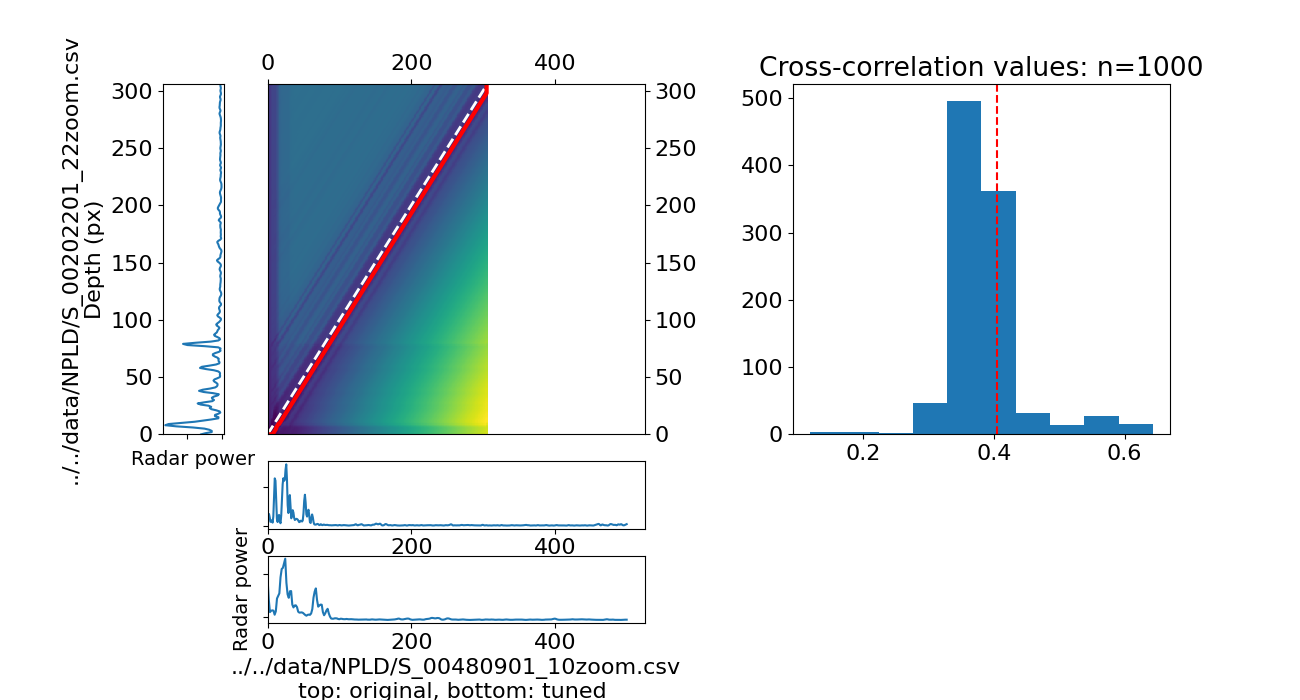 Cross-correlation values: n=1000
0 200 400
../../data/NPLD/S_00202201_22zoom.csv
Depth (px)
300
250
200
150
100
50
0
300
250
200
150
100
50
0
500
400
300
200
100
0
0.2 0.4 0.6
Radar power
0 200 400
Radar power
0 200 400
../../data/NPLD/S_00480901_10zoom.csv
top: original, bottom: tuned